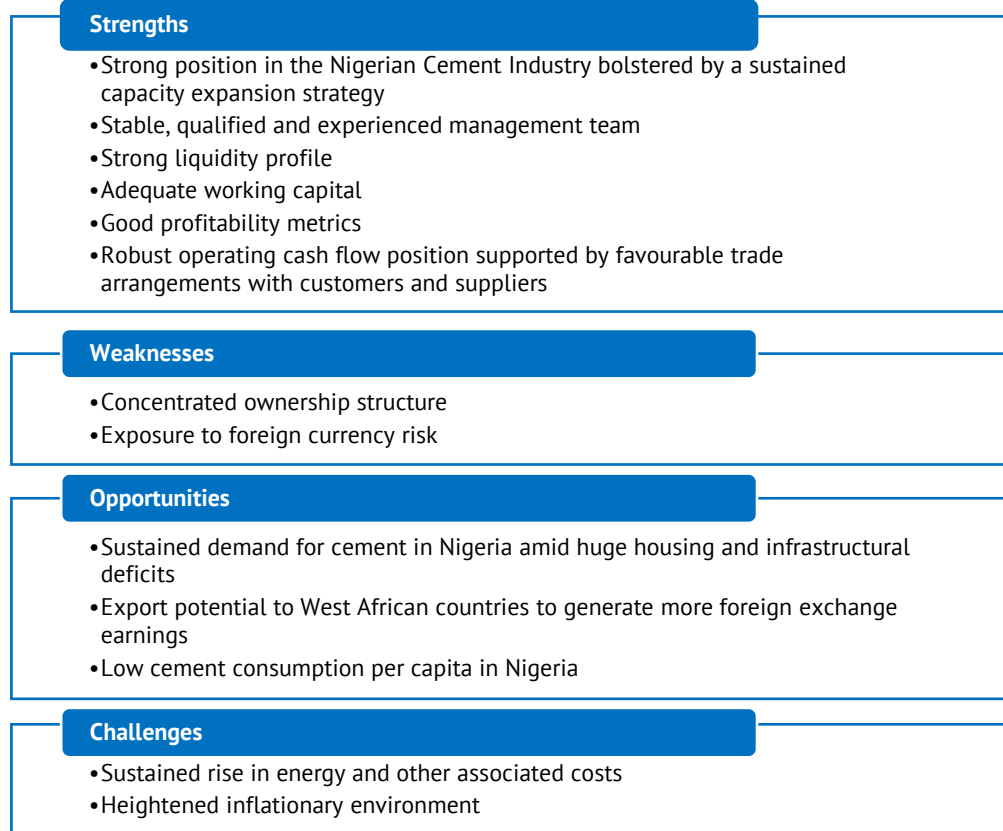 Strengths
•Strong position in the Nigerian Cement Industry bolstered by a sustained
capacity expansion strategy
•Stable, qualified and experienced management team
•Strong liquidity profile
•Adequate working capital
•Good profitability metrics
•Robust operating cash flow position supported by favourable trade
arrangements with customers and suppliers
Weaknesses
•Concentrated ownership structure
•Exposure to foreign currency risk
Opportunities
•Sustained demand for cement in Nigeria amid huge housing and infrastructural
deficits
•Export potential to West African countries to generate more foreign exchange
earnings
•Low cement consumption per capita in Nigeria
Challenges
•Sustained rise in energy and other associated costs
•Heightened inflationary environment